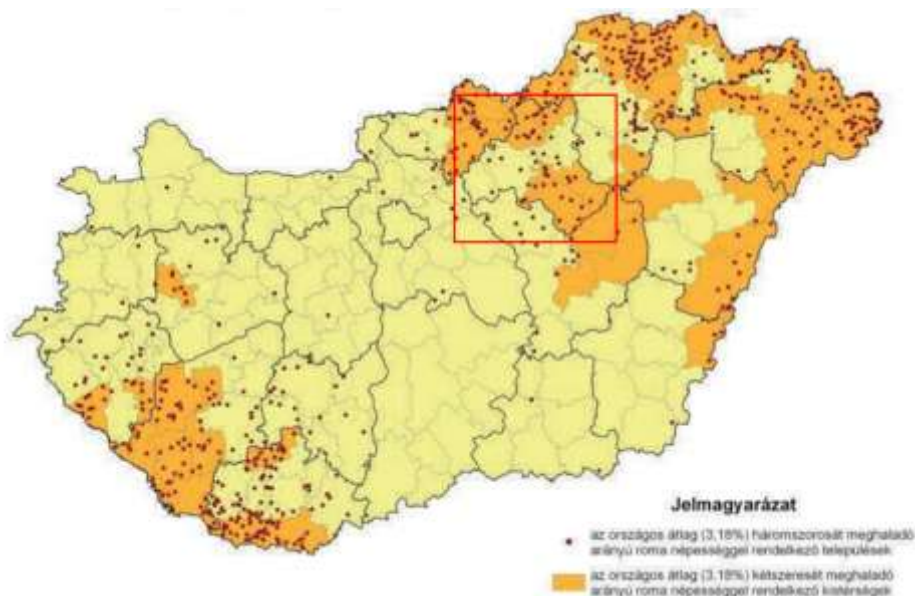 Jelmagyarázat
az országos átlag (3,18%) háromszorosát meghaladó
arányú roma népességgel rendelkező települések
az országos átlag (3,18%) kétszeresét meghaladó
arányú roma népességgel rendelkező kistérségek